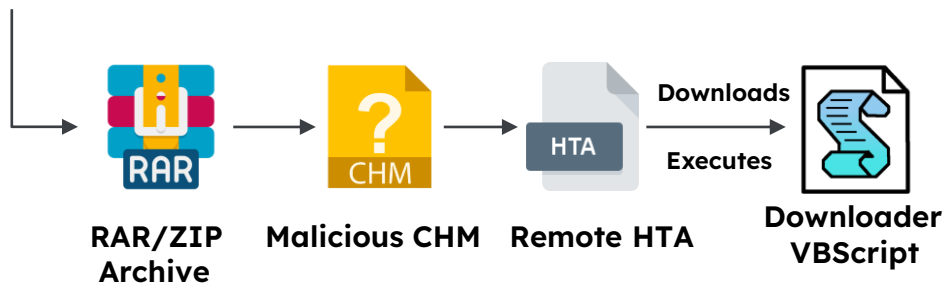 RAR
CHM
HTA
Downloads
Executes
RAR/ZIP
Archive
Malicious CHM
Remote HTA
Downloader
VBScript